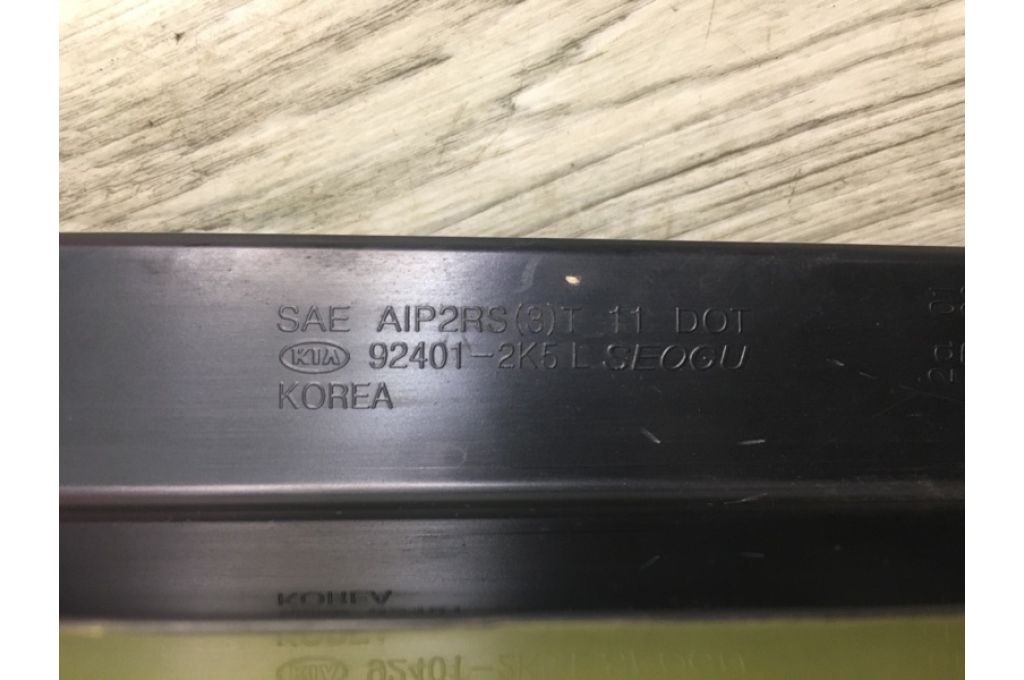 SAE AIP2RS(3)T 11 DOT
KIA 92401-2K5 L SEOGU
KOREA